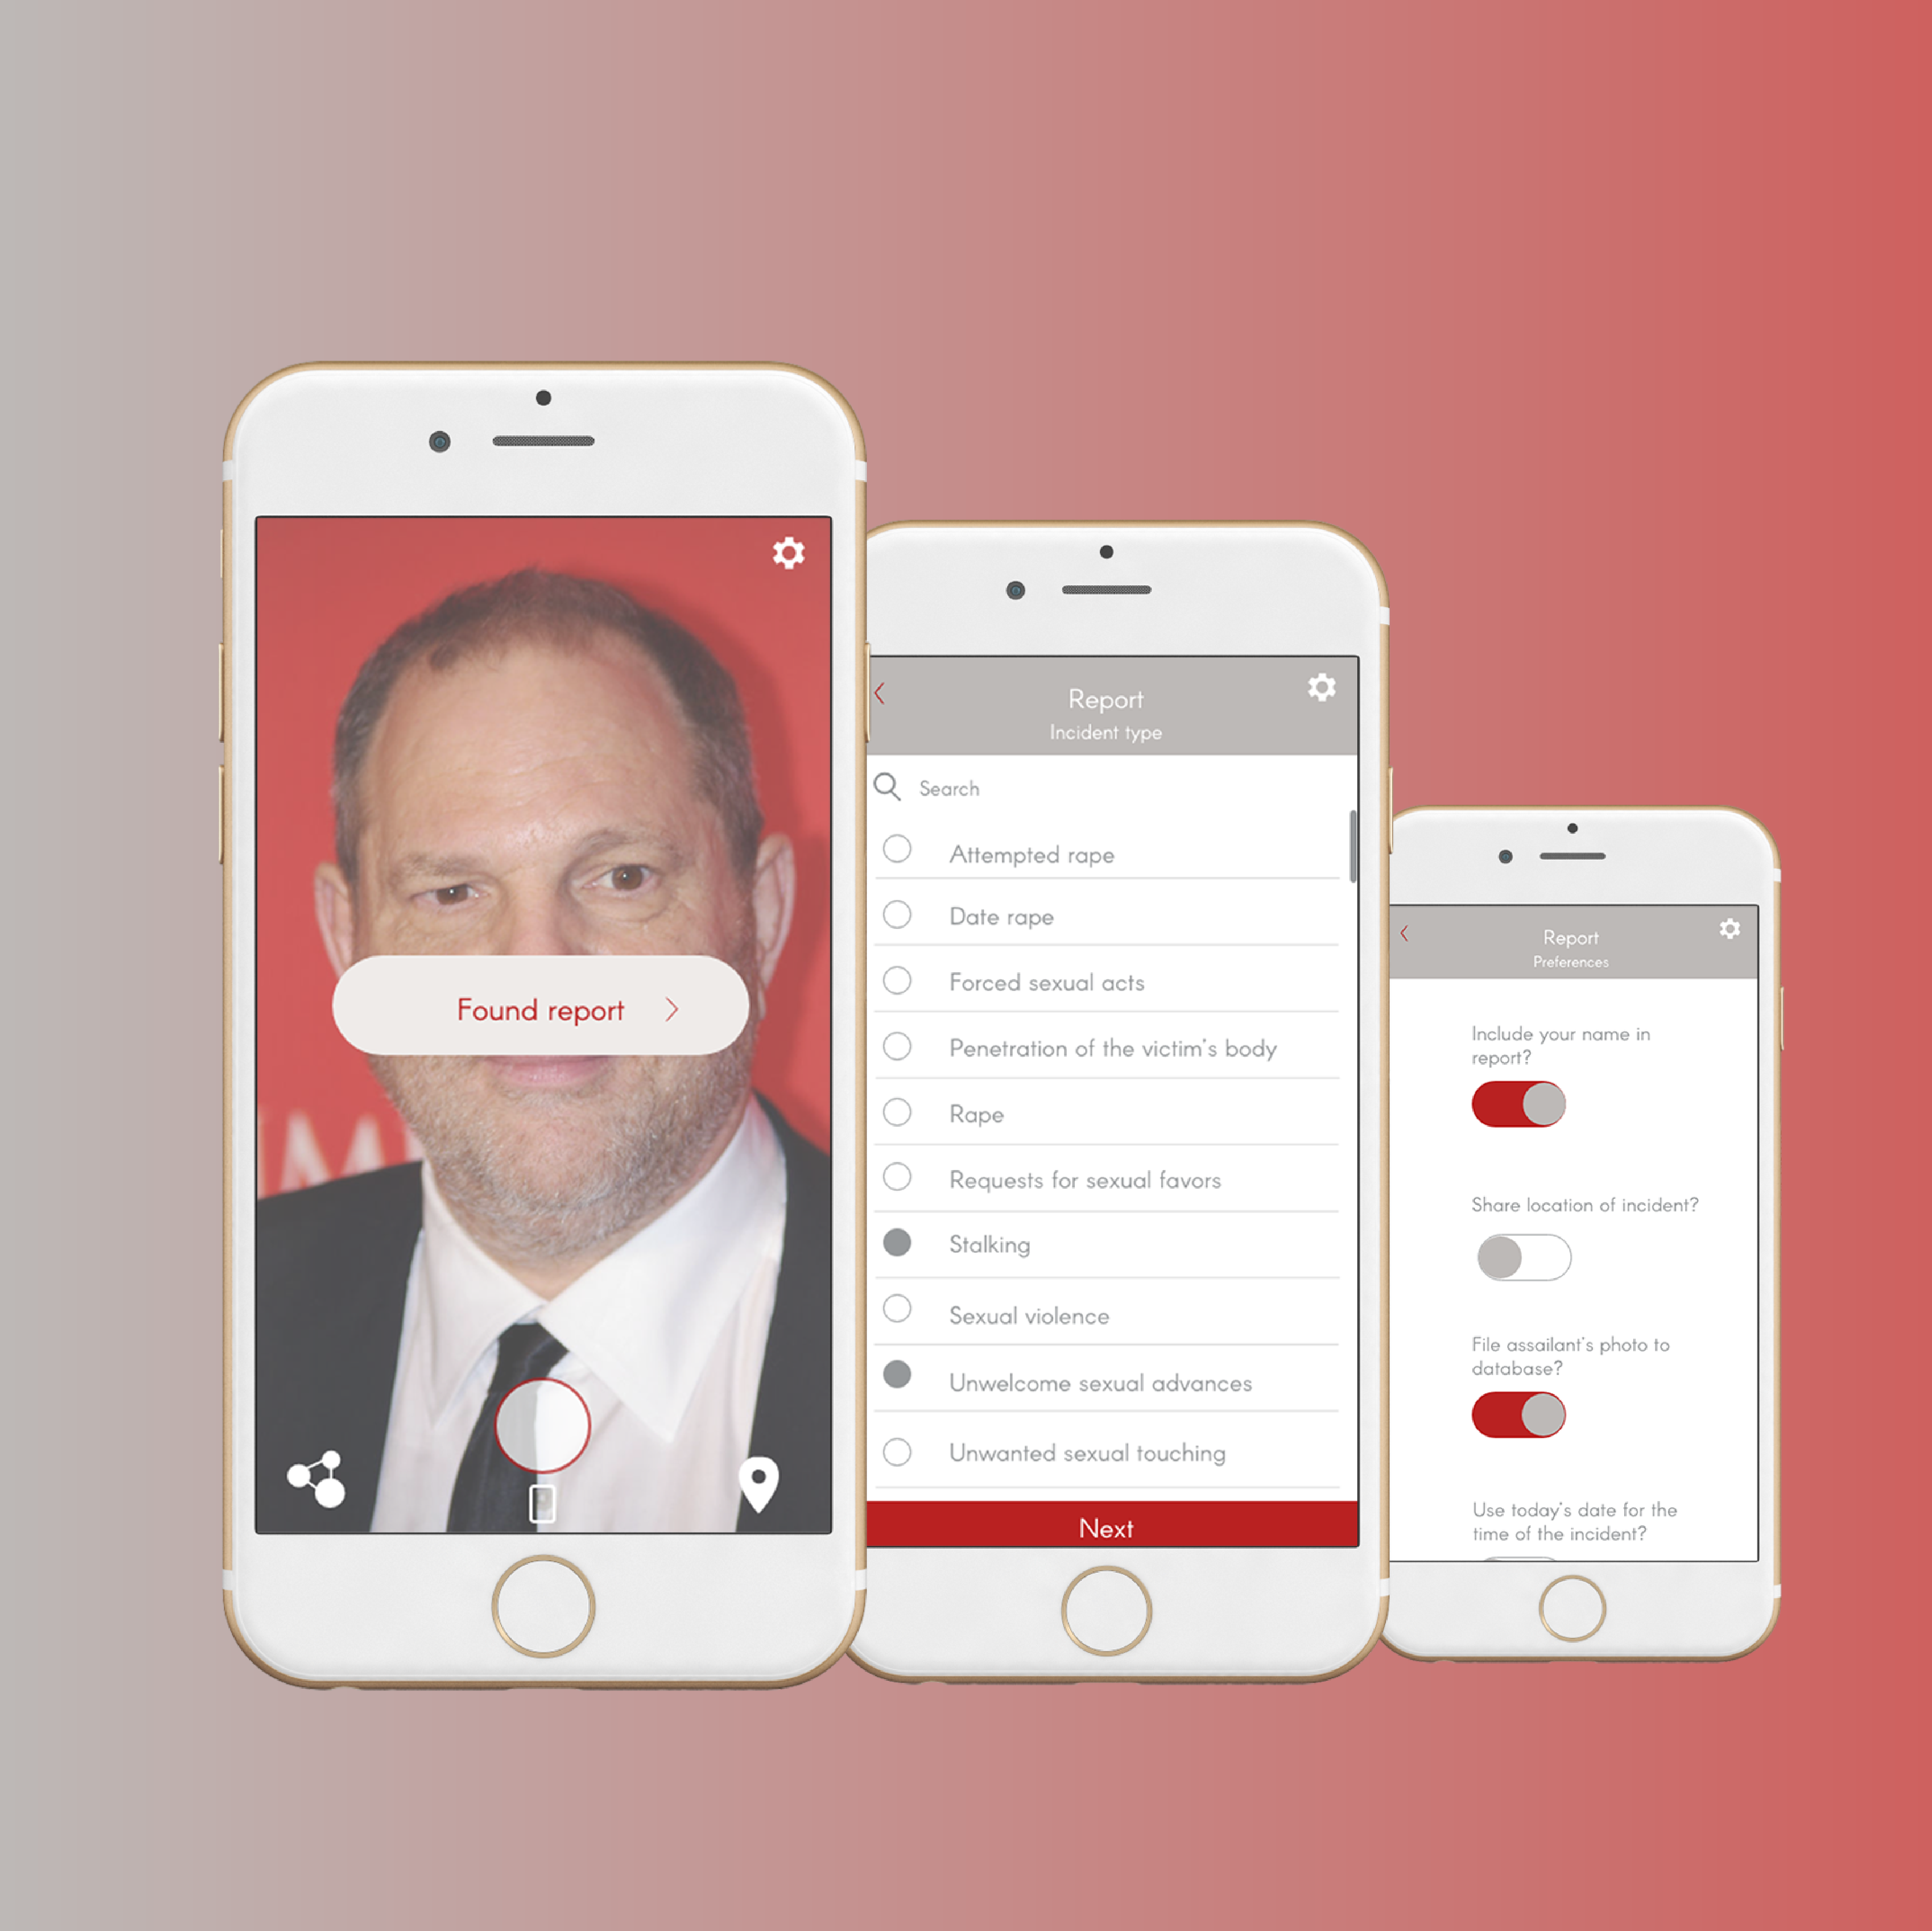 Found report
IM
Report
Incident type
Search
Attempted rape
Date rape
Forced sexual acts
Penetration of the victim's body
Rape
Requests for sexual favors
Stalking
Sexual violence
Unwelcome sexual advances
Unwanted sexual touching
Next
Report
Preferences
Include your name in
report?
Share location of incident?
File assailant's photo to
database?
Use today's date for the
time of the incident?